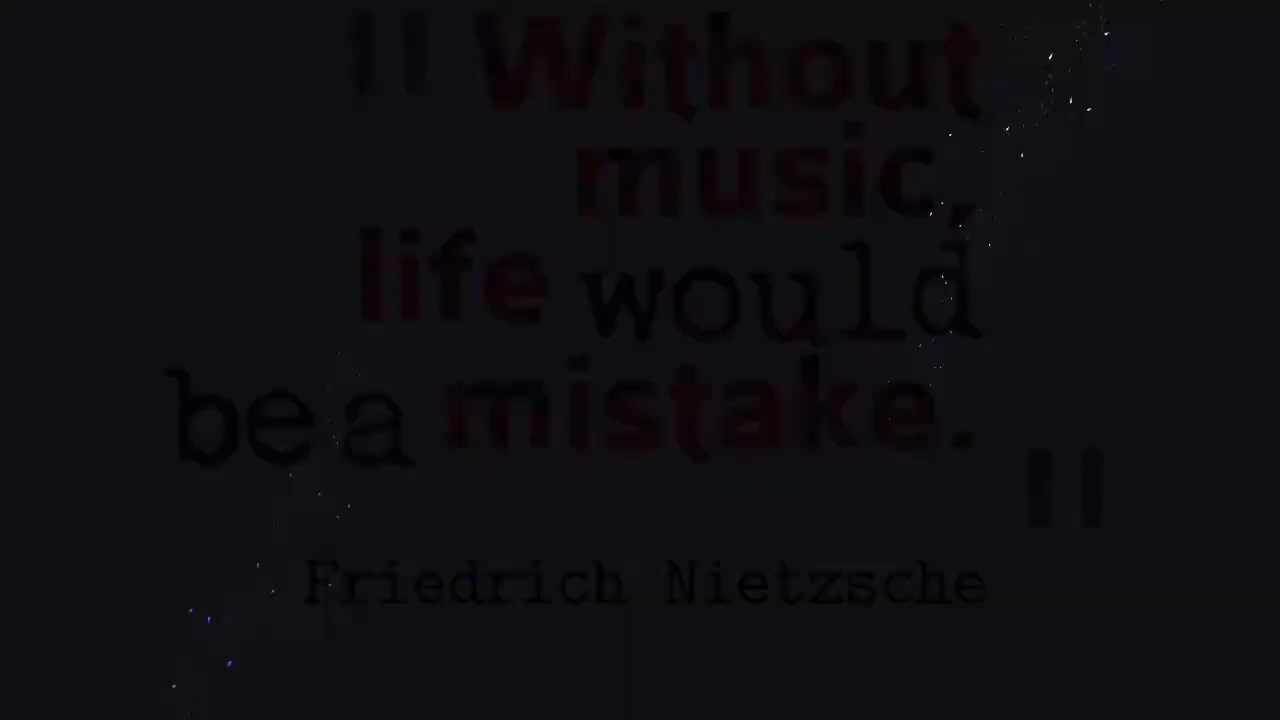 "Without
music,
life would
be a mistake."
Friedrich Nietzsche